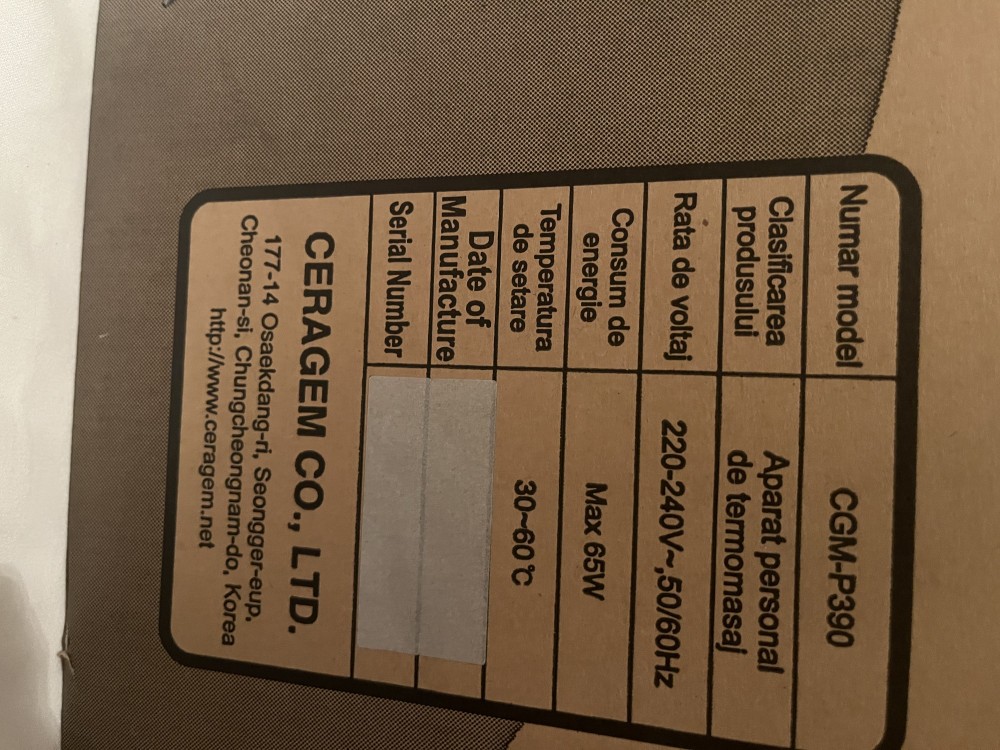 Numar model
CGM-P390
Clasificarea
produsului
Aparat personal
de termomasaj
Rata de voltaj
220-240V~,50/60Hz
Consum de
energie
Max 65W
Temperatura
de setare
30~60℃
Date of
Manufacture
Serial Number
CERAGEM CO., LTD.
177-14 Osaekdang-ri, Seongger-eup,
Cheonan-si, Chungcheongnam-do, Korea
http://www.ceragem.net